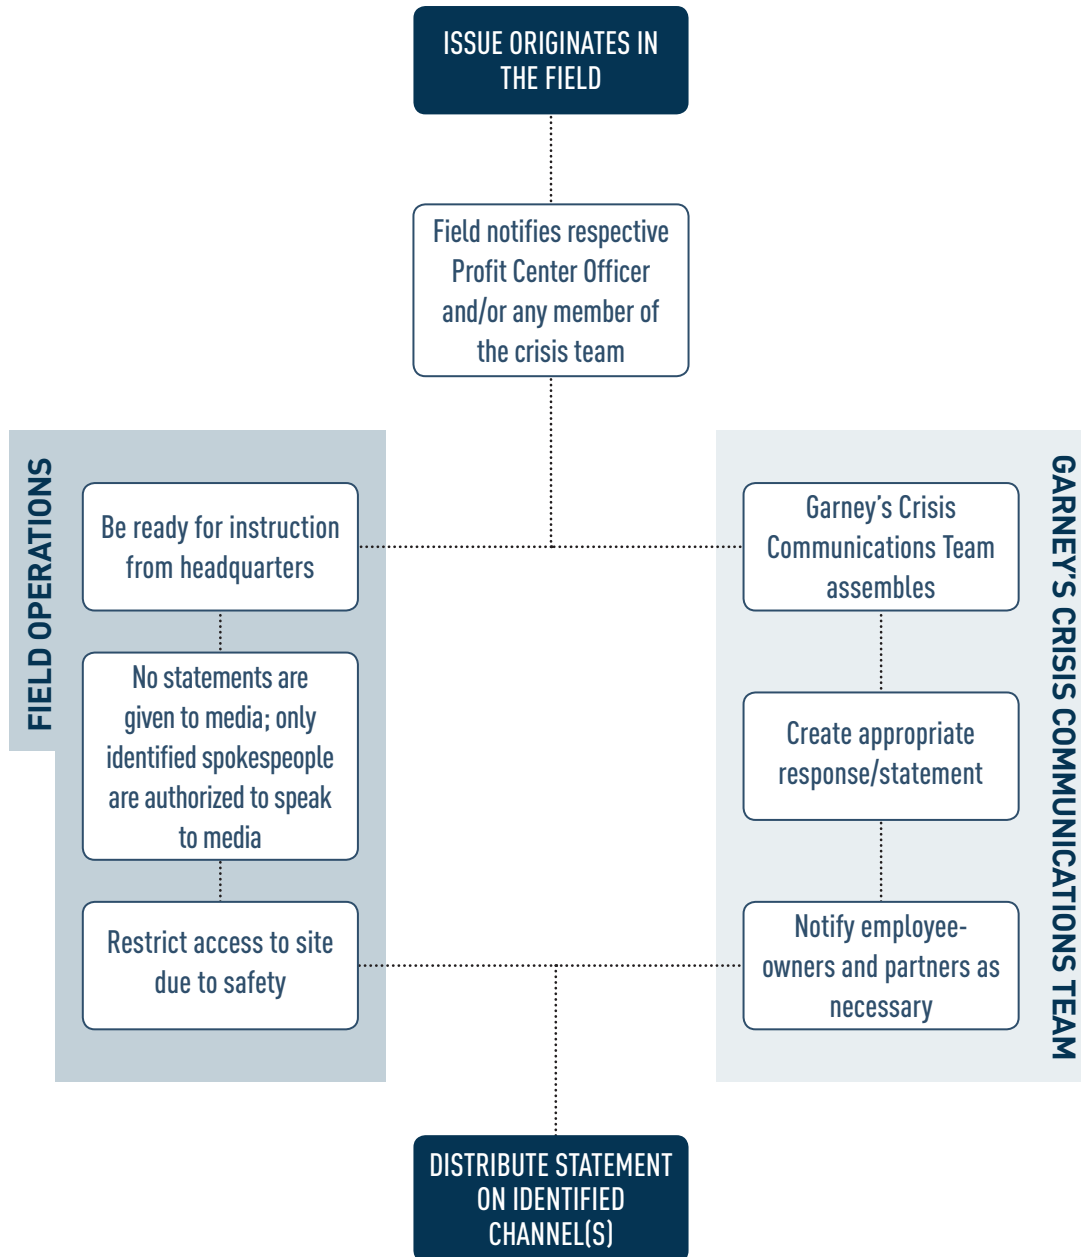 ISSUE ORIGINATES IN
THE FIELD
Field notifies respective
Profit Center Officer
and/or any member of
the crisis team
FIELD OPERATIONS
Be ready for instruction
from headquarters
No statements are
given to media; only
identified spokespeople
are authorized to speak
to media
Restrict access to site
due to safety
GARNEY'S CRISIS COMMUNICATIONS TEAM
Garney's Crisis
Communications Team
assembles
Create appropriate
response/statement
Notify employee-
owners and partners as
necessary
DISTRIBUTE STATEMENT
ON IDENTIFIED
CHANNEL(S)